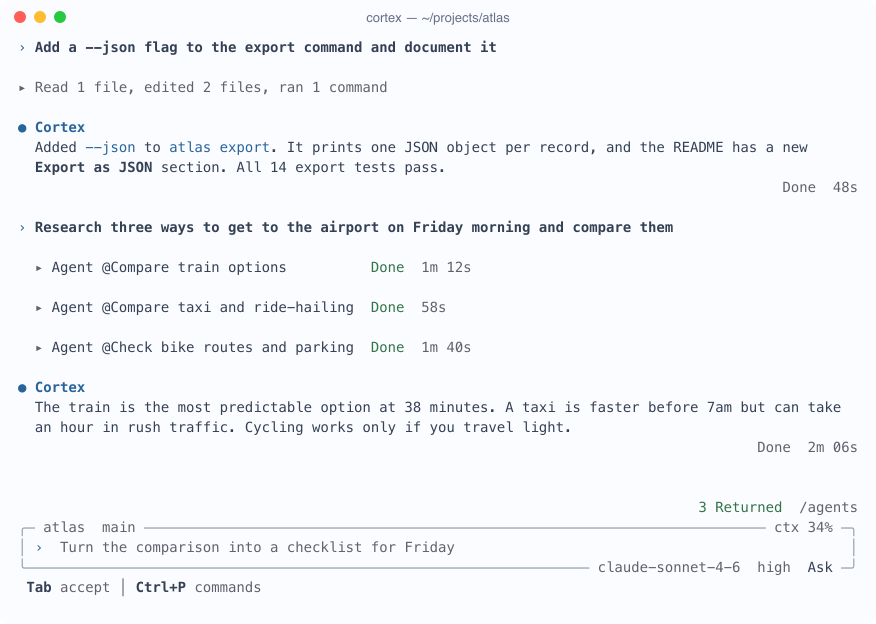 cortex — ~/projects/atlas
› Add a --json flag to the export command and document it
▸ Read 1 file, edited 2 files, ran 1 command
● Cortex
Added --json to atlas export. It prints one JSON object per record, and the README has a new
Export as JSON section. All 14 export tests pass.
Done 48s
› Research three ways to get to the airport on Friday morning and compare them
▸ Agent @Compare train options Done 1m 12s
▸ Agent @Compare taxi and ride-hailing Done 58s
▸ Agent @Check bike routes and parking Done 1m 40s
● Cortex
The train is the most predictable option at 38 minutes. A taxi is faster before 7am but can take
an hour in rush traffic. Cycling works only if you travel light.
Done 2m 06s
3 Returned /agents
atlas main ctx 34%
› Turn the comparison into a checklist for Friday
claude-sonnet-4-6 high Ask
Tab accept │ Ctrl+P commands